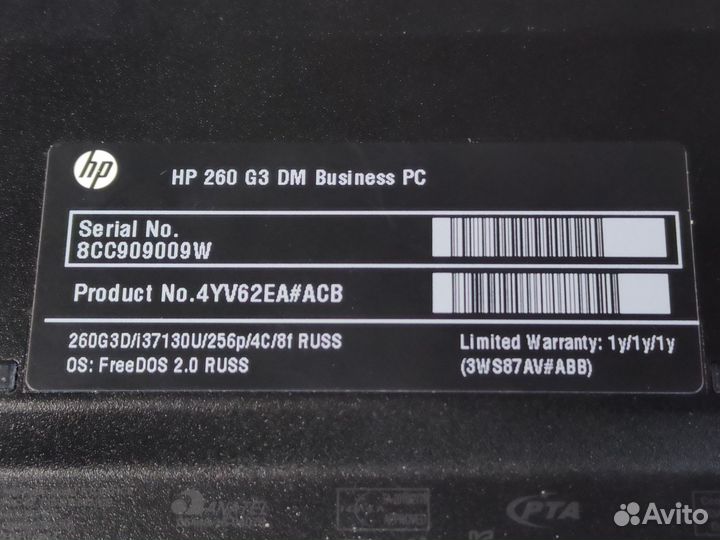 hp
HP 260 G3 DM Business PC
Serial No.
8CC909009W
Product No.4YV62EA#ACB
260G3D/i37130U/256p/4C/8f RUSS
OS: FreeDOS 2.0 RUSS
Limited Warranty: 1y/1y/1y
(3WS87AV#ABB)
PTA
Avito